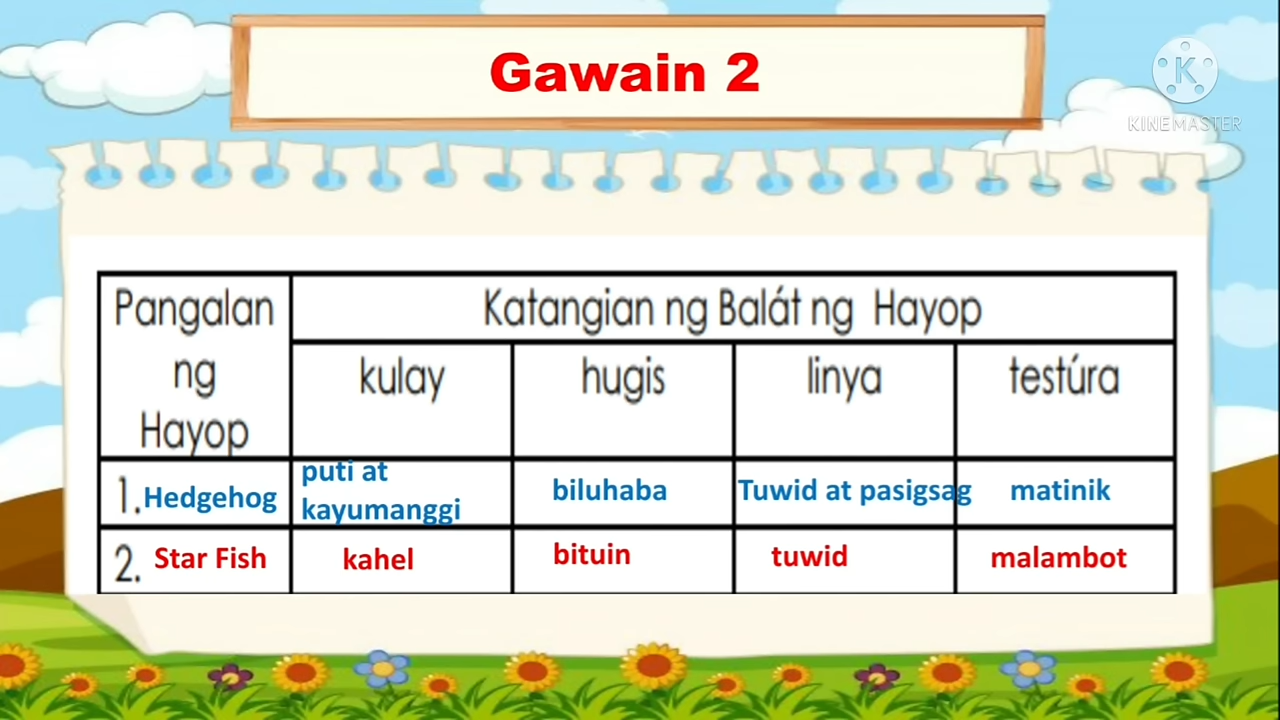 Gawain 2
KINEMASTER
Pangalan ng Hayop
Katangian ng Balát ng Hayop
kulay
hugis
linya
testúra
1. Hedgehog
puti at
kayumanggi
biluhaba
Tuwid at pasigsag
matinik
2. Star Fish
kahel
bituin
tuwid
malambot